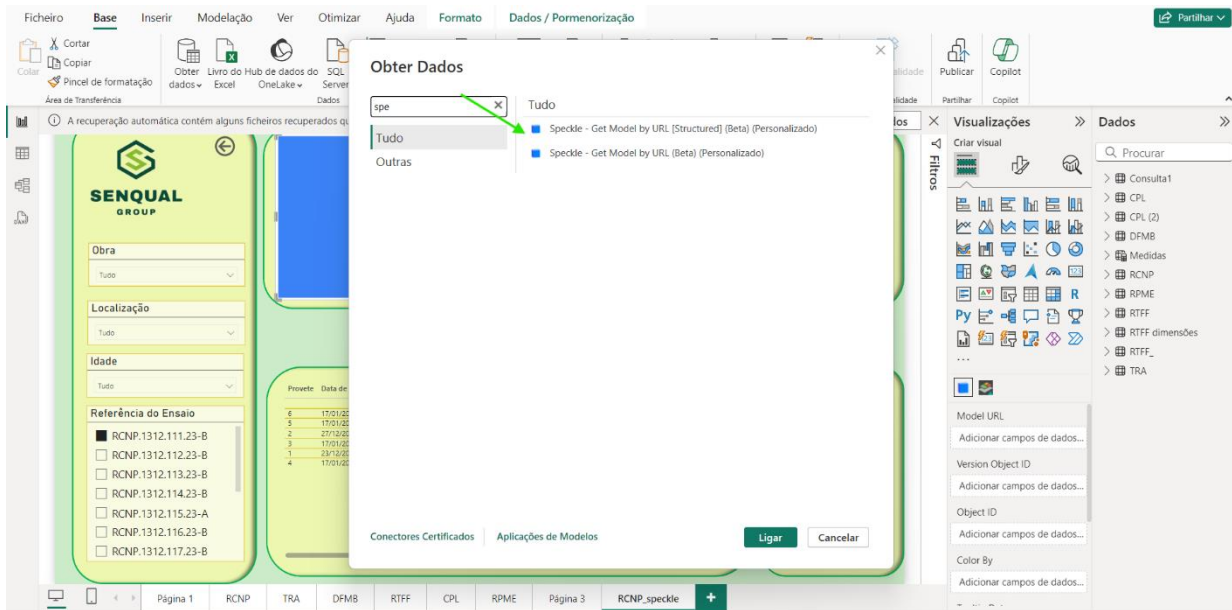 Ficheiro Base Inserir Modelação Ver Otimizar Ajuda Formato Dados / Pormenorização
Partilhar
Colar
Cortar
Copiar
Pincel de formatação
Área de Transferência
Obter dados
Livro do Excel
Hub de dados do OneLake
SQL Server
Dados
Publicar
Partilhar
Copilot
Copilot
A recuperação automática contém alguns ficheiros recuperados
SENQUAL
GROUP
Obra
Tudo
Localização
Tudo
Idade
Tudo
Referência do Ensaio
RCNP.1312.111.23-B
RCNP.1312.112.23-B
RCNP.1312.113.23-B
RCNP.1312.114.23-B
RCNP.1312.115.23-A
RCNP.1312.116.23-B
RCNP.1312.117.23-B
Provete Data de
6 17/01/20
5 17/01/20
2 27/12/20
3 17/01/20
1 23/12/20
4 17/01/20
Obter Dados
spe
Tudo
Outras
Tudo
Speckle - Get Model by URL [Structured] (Beta) (Personalizado)
Speckle - Get Model by URL (Beta) (Personalizado)
Conectores Certificados Aplicações de Modelos
Ligar Cancelar
Filtros
Visualizações
Criar visual
R
Py
123
...
Model URL
Adicionar campos de dados...
Version Object ID
Adicionar campos de dados...
Object ID
Adicionar campos de dados...
Color By
Adicionar campos de dados...
Dados
Procurar
Consulta1
CPL
CPL (2)
DFMB
Medidas
RCNP
RPME
RTFF
RTFF dimensões
RTFF_
TRA
Página 1 RCNP TRA DFMB RTFF CPL RPME Página 3 RCNP_speckle +